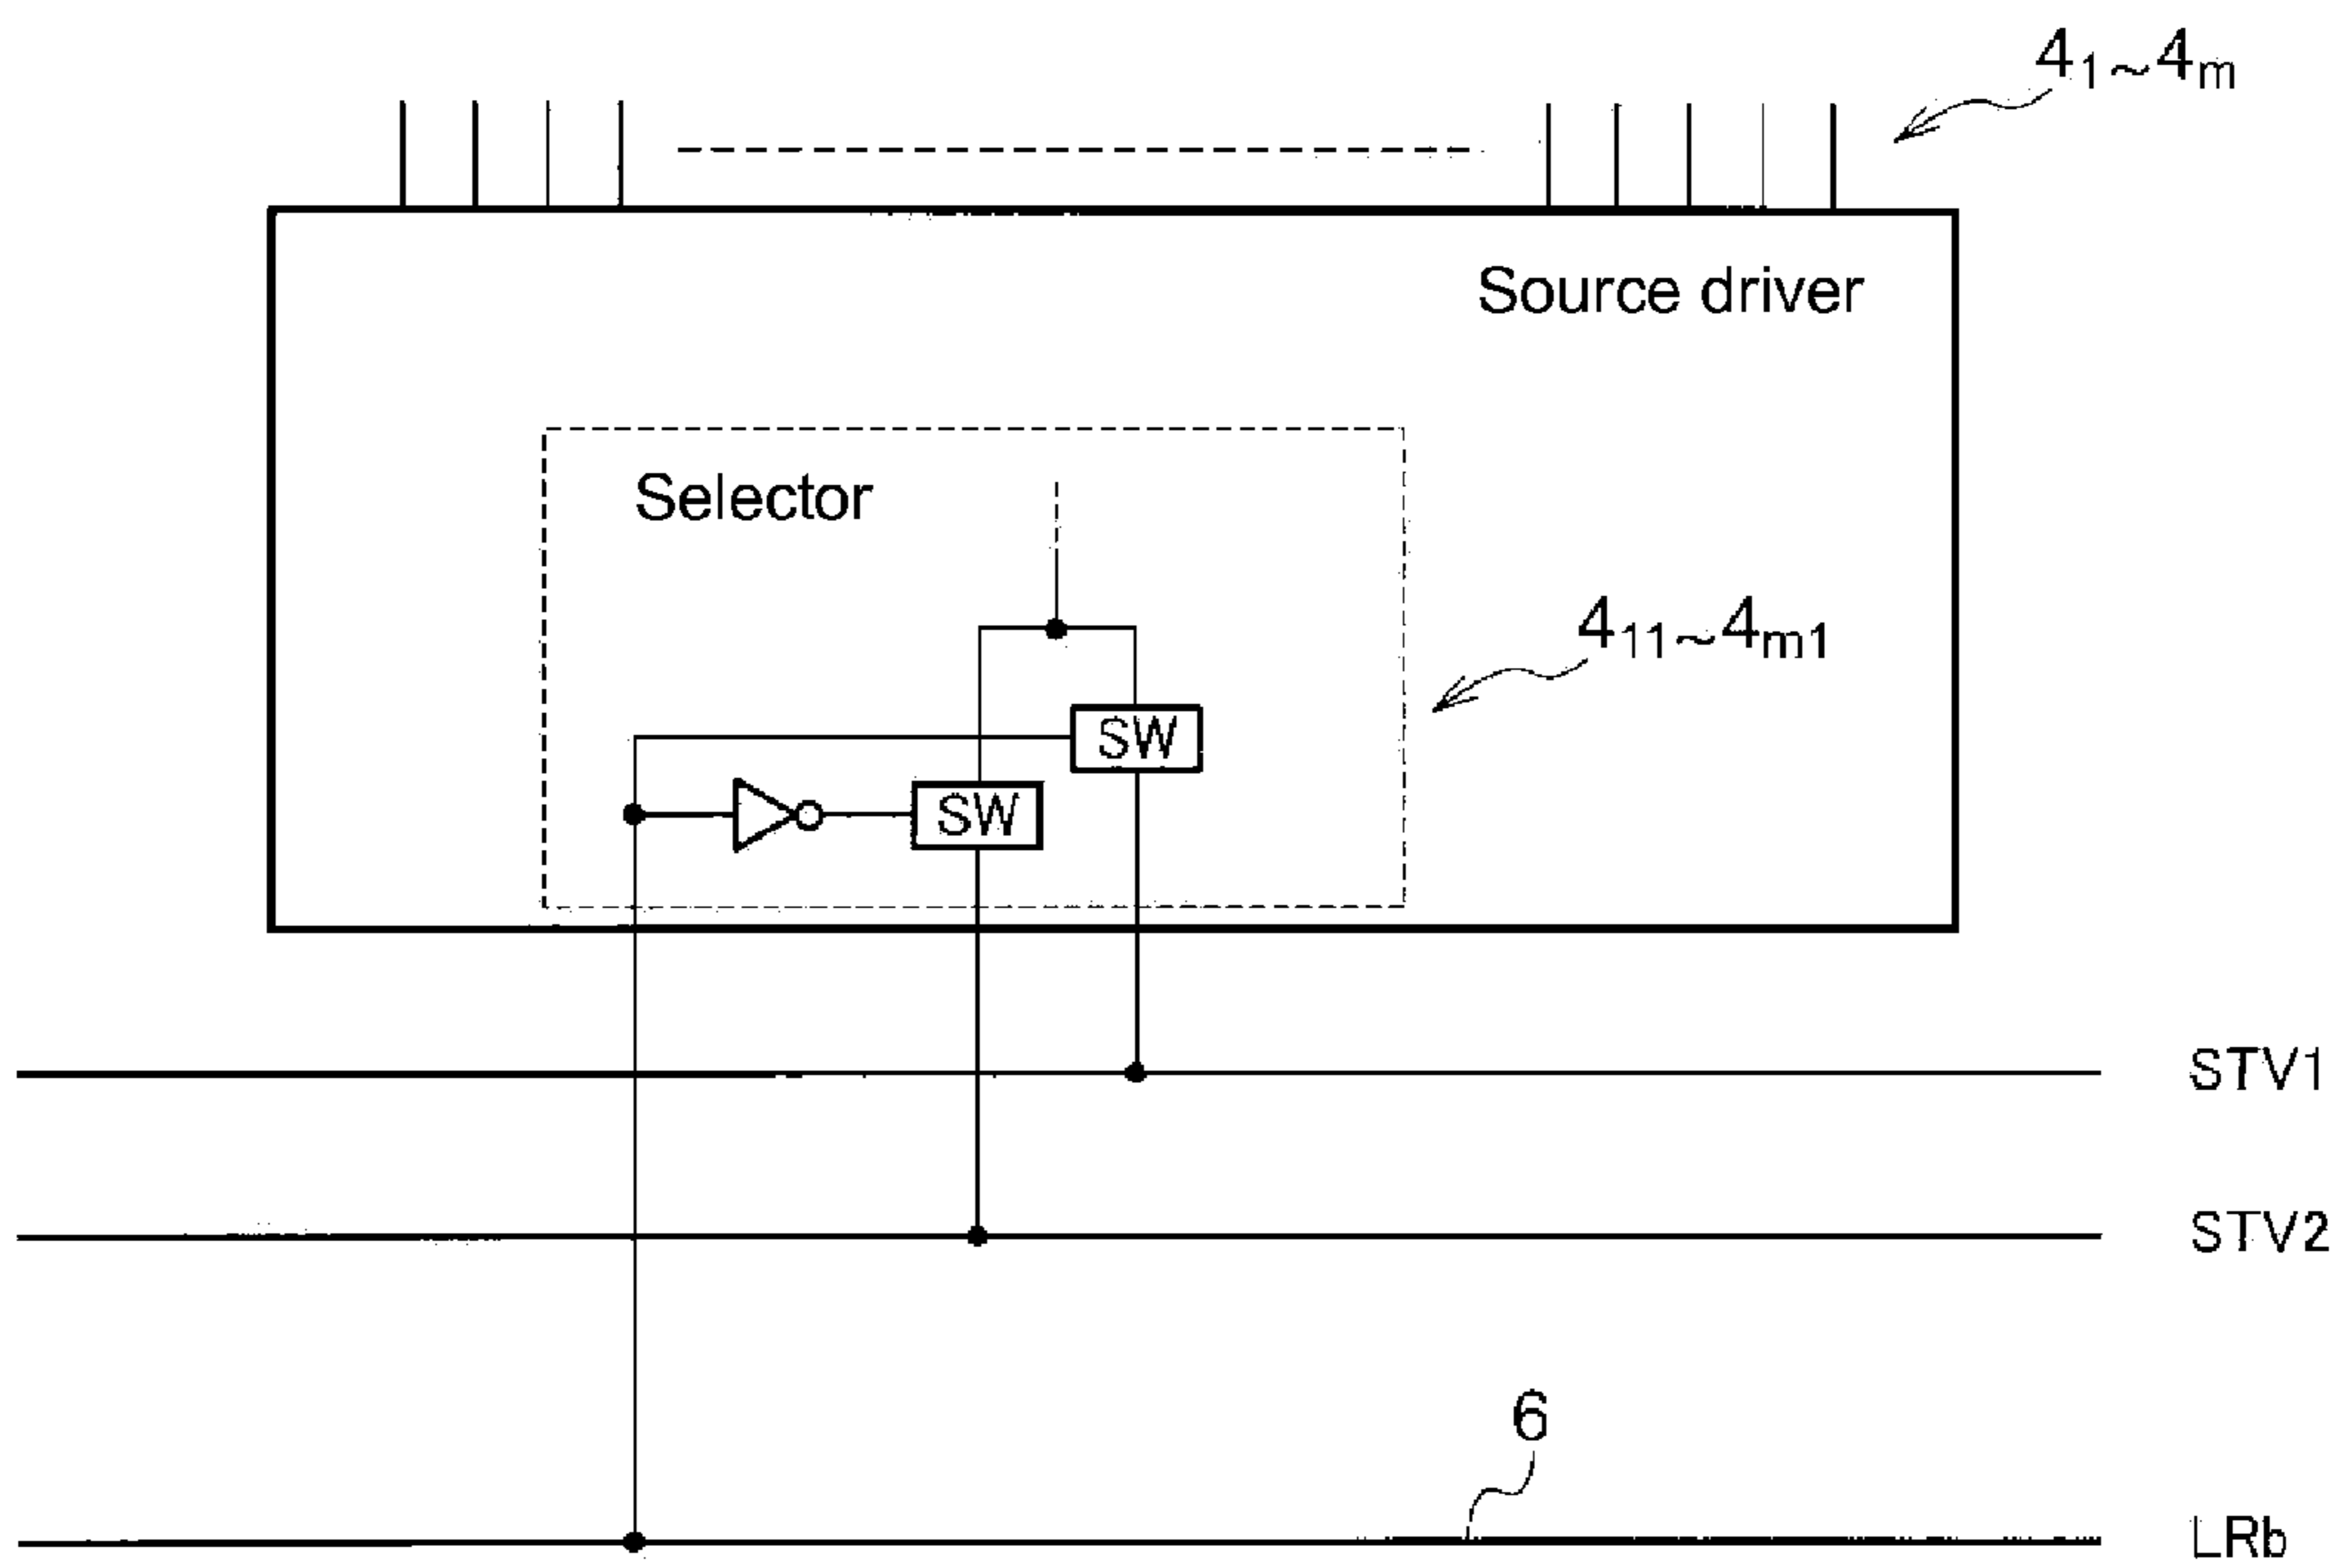 4₁~4ₘ
Source driver
Selector
4₁₁~4ₘ₁
SW
SW
STV1
STV2
6
LRb